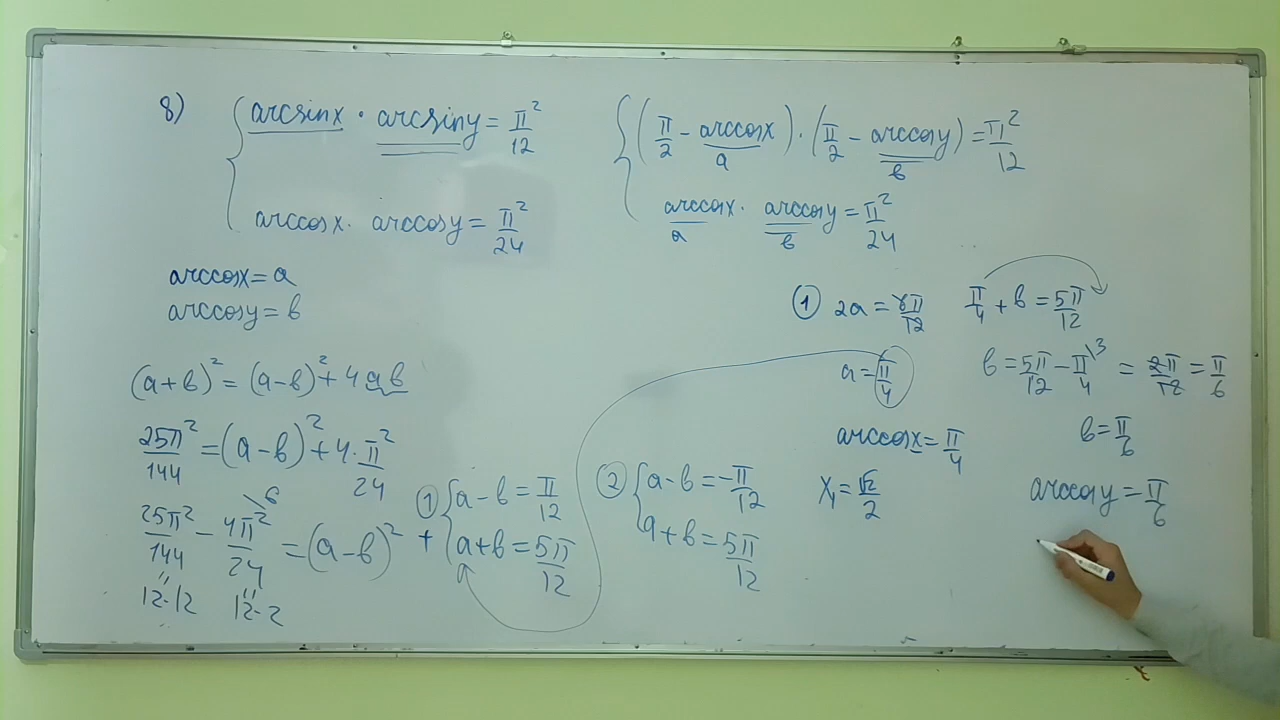 8) { arcsinx · arcsiny = π²/12
arccosx · arccosy = π²/24
{ (π/2 - arccosx) · (π/2 - arccosy) = π²/12
a
в
arccosx · arccosy = π²/24
a
в
arccosx = a
arccosy = в
(a+в)² = (a-в)² + 4aв
25π²/144 = (a-в)² + 4·π²/24
25π²/144 - 4π²/24 \6 = (a-в)²
" "
12·12 12·2
① { a-в = π/12
+ a+в = 5π/12
② { a-в = -π/12
a+в = 5π/12
① 2a = 6π/12
a = π/4
arccosx = π/4
x₁ = √2/2
π/4 + в = 5π/12
в = 5π/12 - π/4 \3 = 2π/12 = π/6
в = π/6
arccosy = π/6